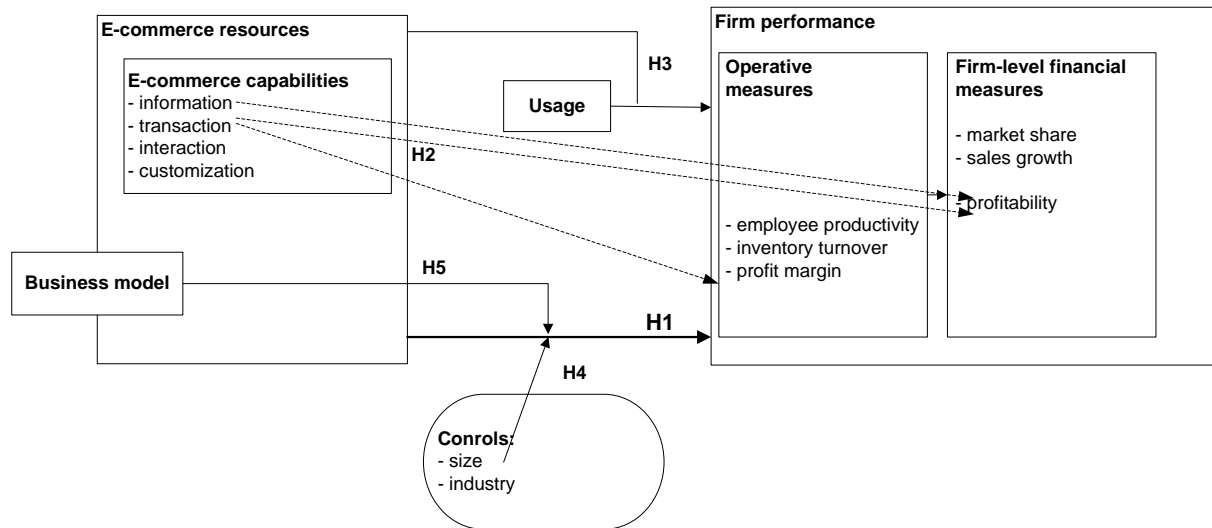 E-commerce resources
E-commerce capabilities
- information
- transaction
- interaction
- customization
Business model
H2
H5
H1
H3
Usage
H4
Conrols:
- size
- industry
Firm performance
Operative
measures
- employee productivity
- inventory turnover
- profit margin
Firm-level financial
measures
- market share
- sales growth
- profitability